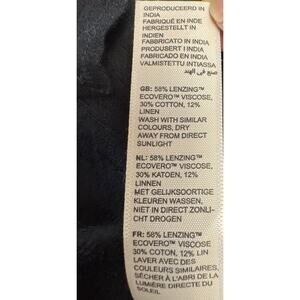 GEPRODUCEERD IN
INDIA
FABRIQUÉ EN INDE
HERGESTELLT IN
INDIEN
FABBRICATO IN INDIA
PRODUSERT I INDIA
FABRICADO EN INDIA
VALMISTETTU INTIASSA
صنع في الهند
GB: 58% LENZING™
ECOVERO™ VISCOSE,
30% COTTON, 12%
LINEN
WASH WITH SIMILAR
COLOURS, DRY
AWAY FROM DIRECT
SUNLIGHT
NL: 58% LENZING™
ECOVERO™ VISCOSE,
30% KATOEN, 12%
LINNEN
MET GELIJKSOORTIGE
KLEUREN WASSEN,
NIET IN DIRECT ZONLI-
CHT DROGEN
FR: 58% LENZING™
ECOVERO™ VISCOSE
30% COTON, 12% LIN
LAVER AVEC DES
COULEURS SIMILAIRES,
SÉCHER À L'ABRI DE LA
LUMIÈRE DIRECTE DU
SOLEIL